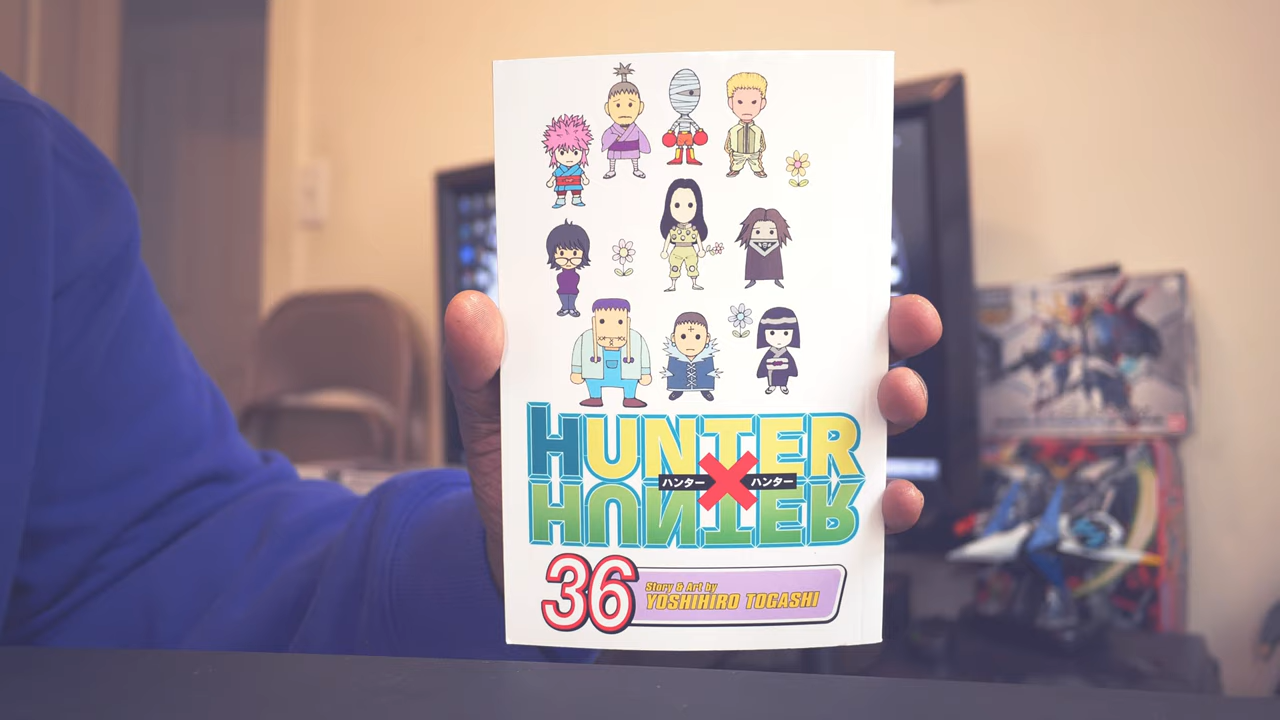 HUNTER
ハンター × ハンター
HUNTER
36
Story & Art by
YOSHIHIRO TOGASHI